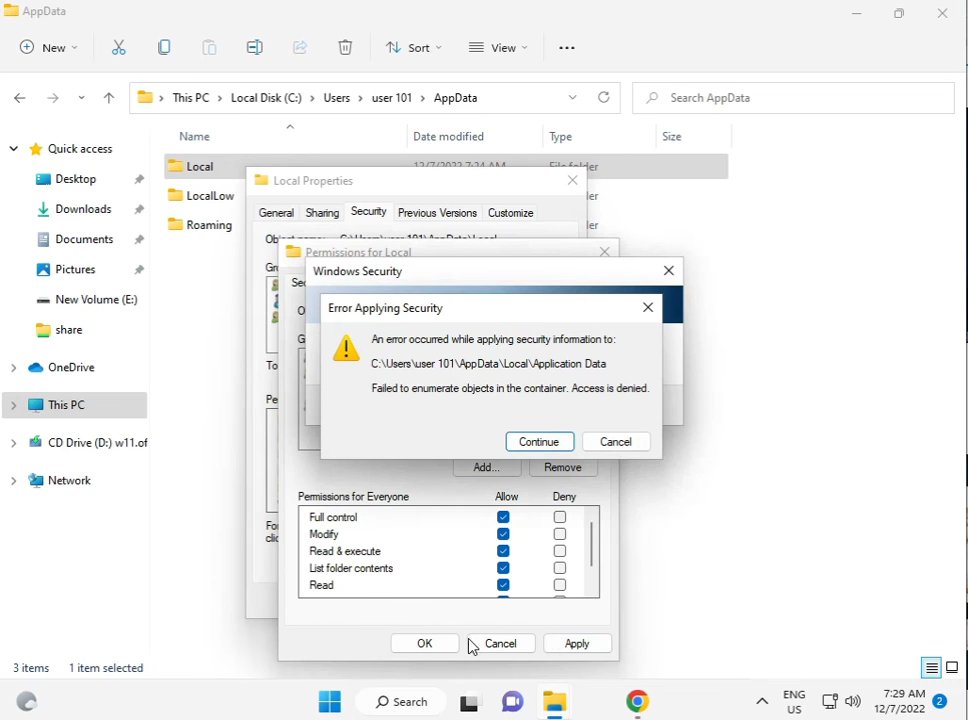 AppData
New
Sort
View
This PC > Local Disk (C:) > Users > user 101 > AppData
Search AppData
Name
Date modified
Type
Size
Quick access
Desktop
Downloads
Documents
Pictures
New Volume (E:)
share
OneDrive
This PC
CD Drive (D:) w11.of
Network
Local
LocalLow
Roaming
Local Properties
General
Sharing
Security
Previous Versions
Customize
Permissions for Local
Windows Security
Error Applying Security
An error occurred while applying security information to:
C:\Users\user 101\AppData\Local\Application Data
Failed to enumerate objects in the container. Access is denied.
Continue
Cancel
Add...
Remove
Permissions for Everyone
Allow
Deny
Full control
Modify
Read & execute
List folder contents
Read
OK
Cancel
Apply
3 items
1 item selected
Search
ENG
US
7:29 AM
12/7/2022
2